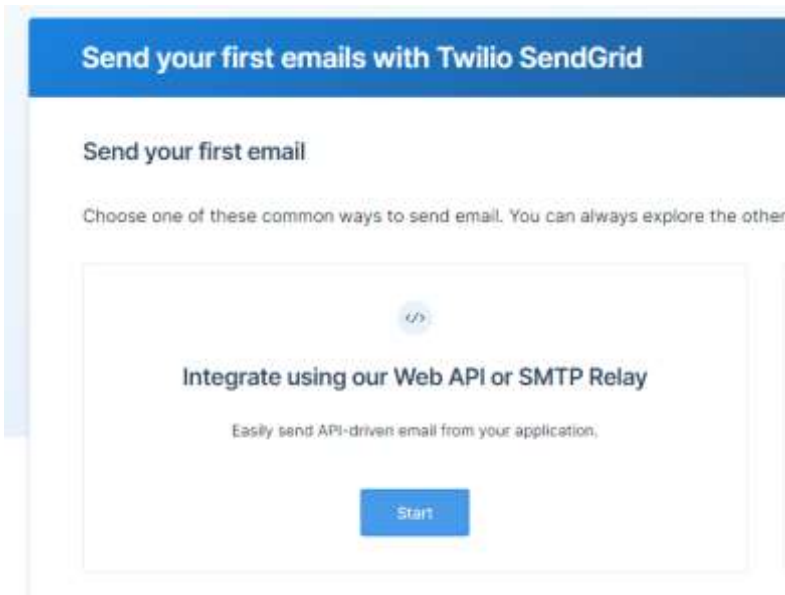 Send your first emails with Twilio SendGrid
Send your first email
Choose one of these common ways to send email. You can always explore the other
</>
Integrate using our Web API or SMTP Relay
Easily send API-driven email from your application.
Start